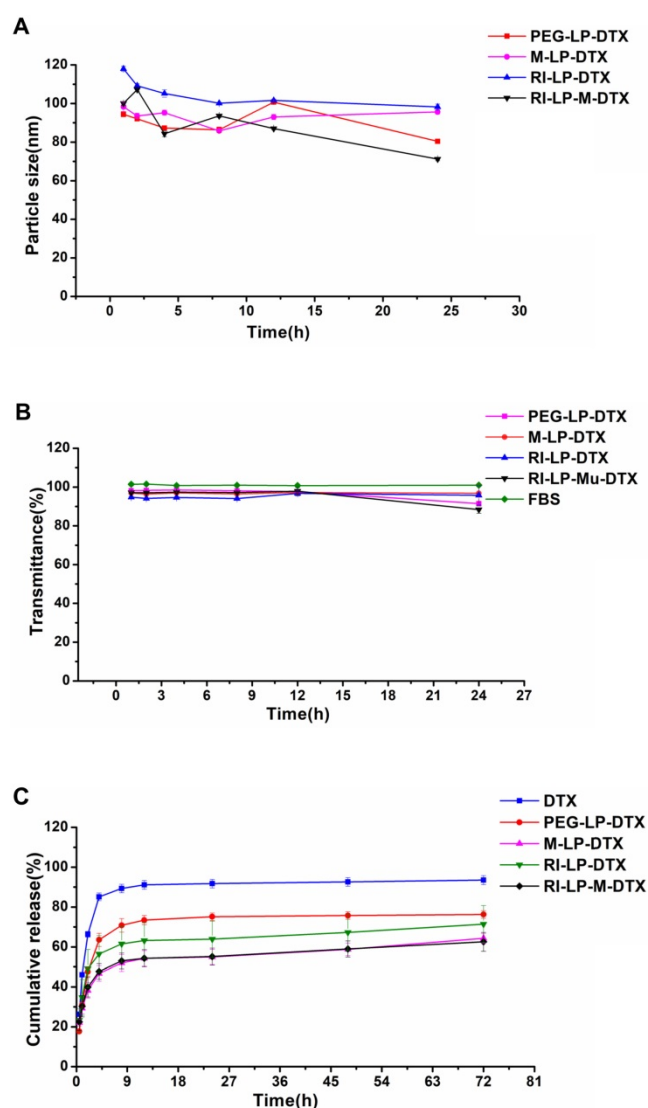 A
PEG-LP-DTX
M-LP-DTX
RI-LP-DTX
RI-LP-M-DTX
120
100
80
60
40
20
0
Particle size(nm)
0 5 10 15 20 25 30
Time(h)
B
PEG-LP-DTX
M-LP-DTX
RI-LP-DTX
RI-LP-Mu-DTX
FBS
120
100
80
60
40
20
0
Transmittance(%)
0 3 6 9 12 15 18 21 24 27
Time(h)
C
DTX
PEG-LP-DTX
M-LP-DTX
RI-LP-DTX
RI-LP-M-DTX
120
100
80
60
40
20
0
Cumulative release(%)
0 9 18 27 36 45 54 63 72 81
Time(h)